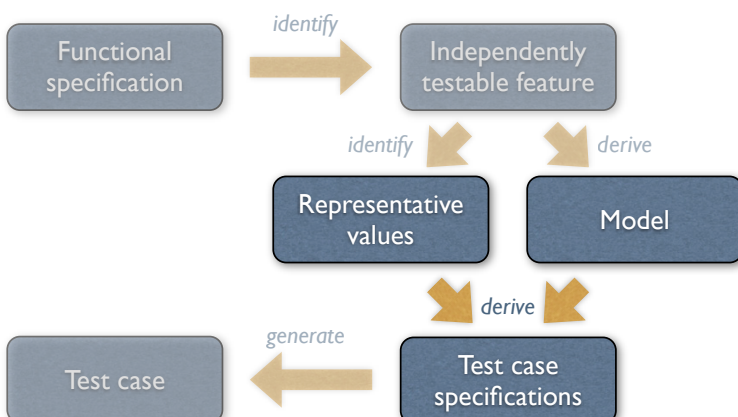 identify
Functional
specification
Independently
testable feature
identify
derive
Representative
values
Model
derive
generate
Test case
Test case
specifications